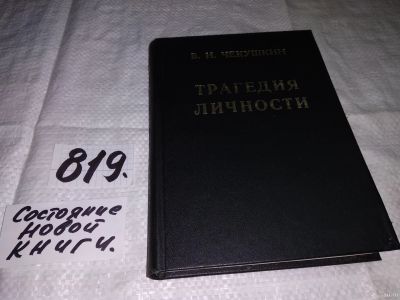 В. И. ЧЕКУШКИН
ТРАГЕДИЯ
ЛИЧНОСТИ
819.
Состояние
новой
книги.